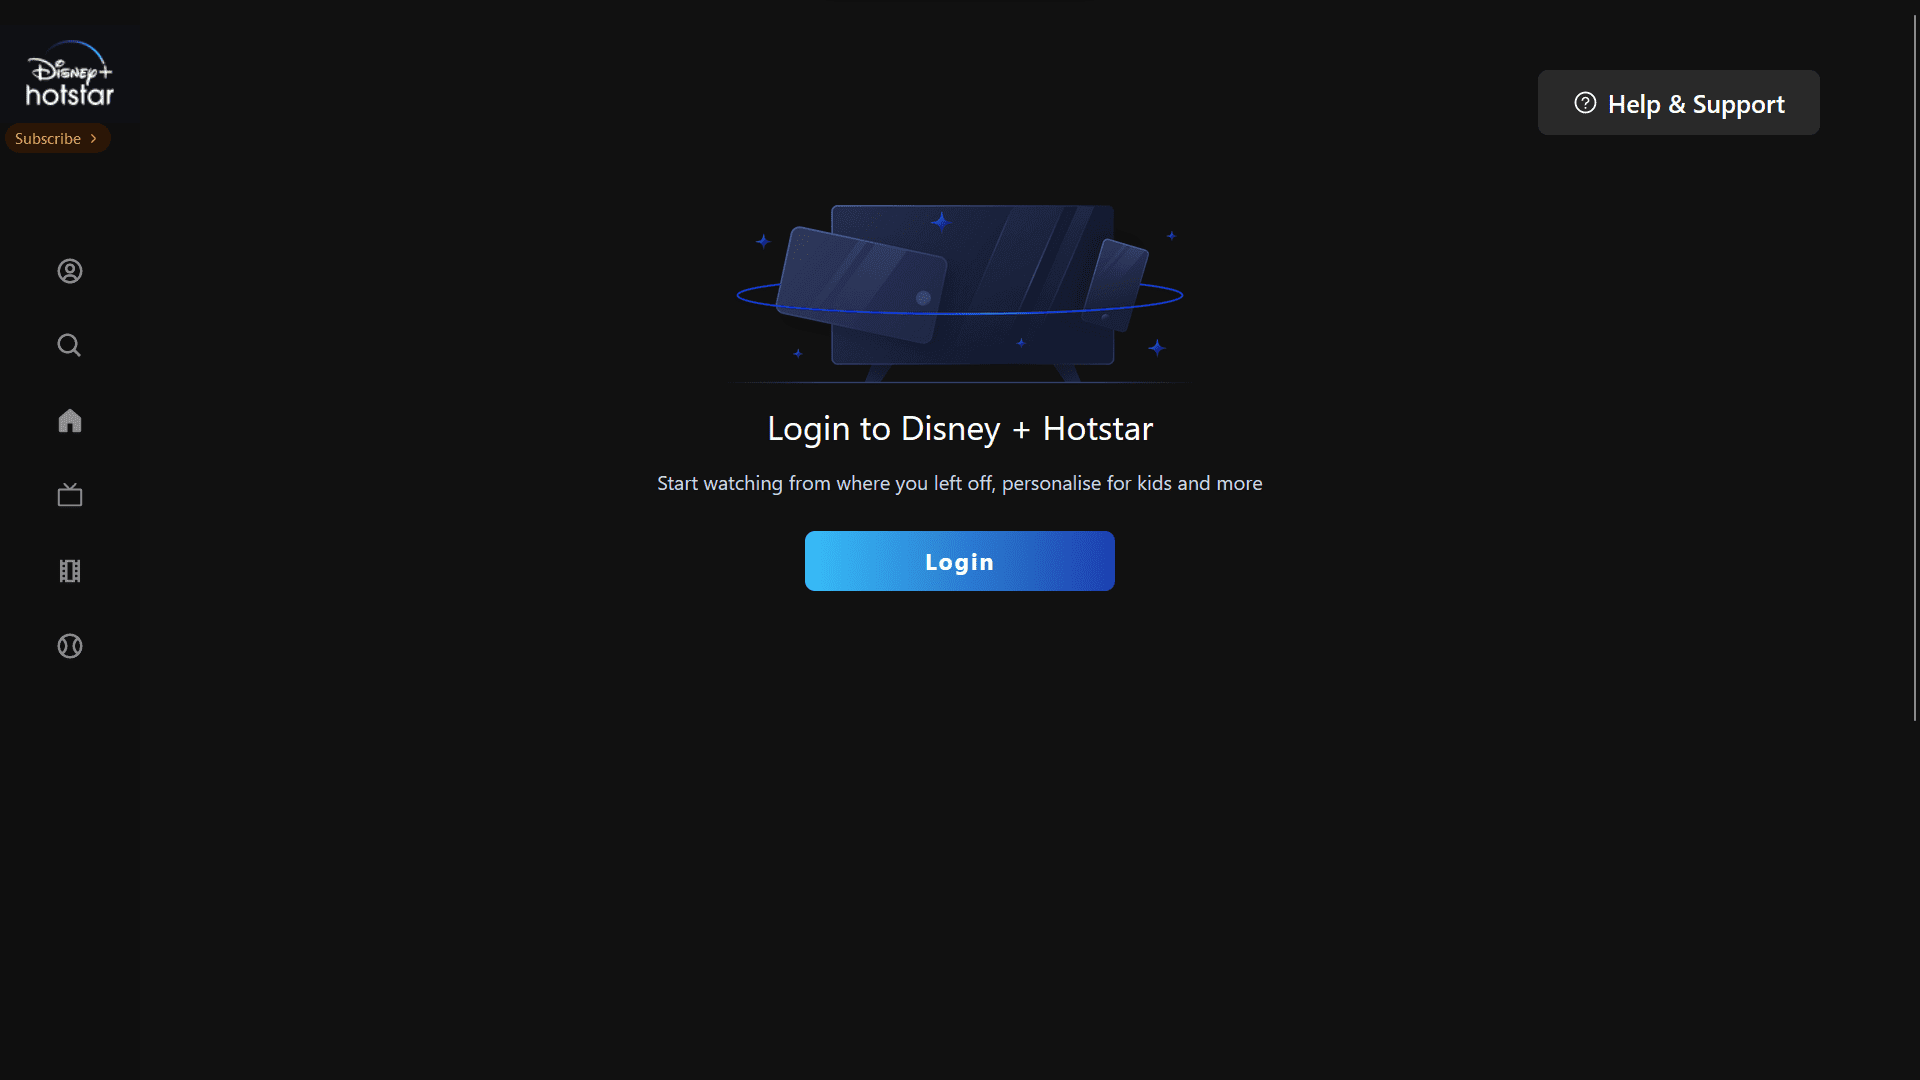 Disney+
hotstar
Subscribe
Help & Support
Login to Disney + Hotstar
Start watching from where you left off, personalise for kids and more
Login